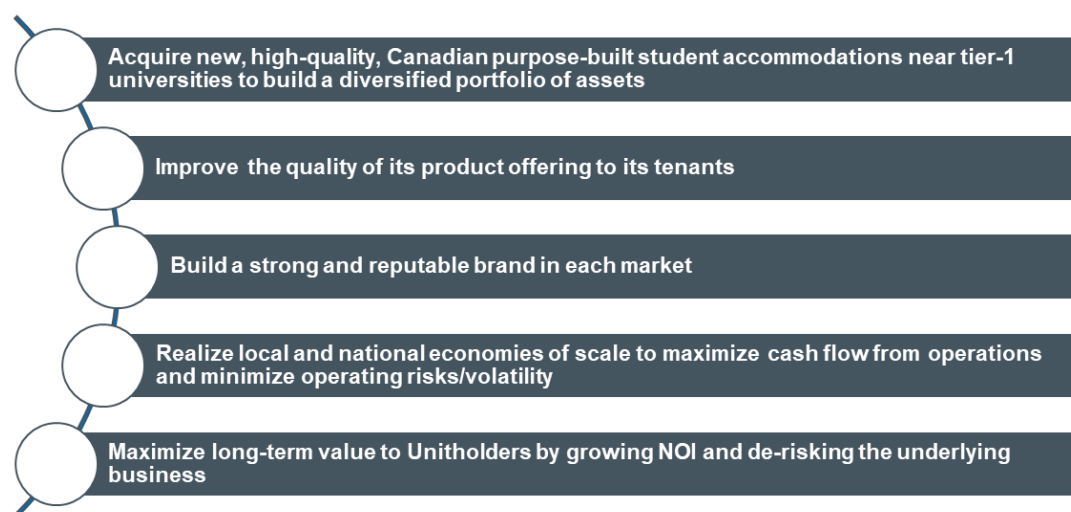 Acquire new, high-quality, Canadian purpose-built student accommodations near tier-1
universities to build a diversified portfolio of assets
Improve the quality of its product offering to its tenants
Build a strong and reputable brand in each market
Realize local and national economies of scale to maximize cash flow from operations
and minimize operating risks/volatility
Maximize long-term value to Unitholders by growing NOI and de-risking the underlying
business